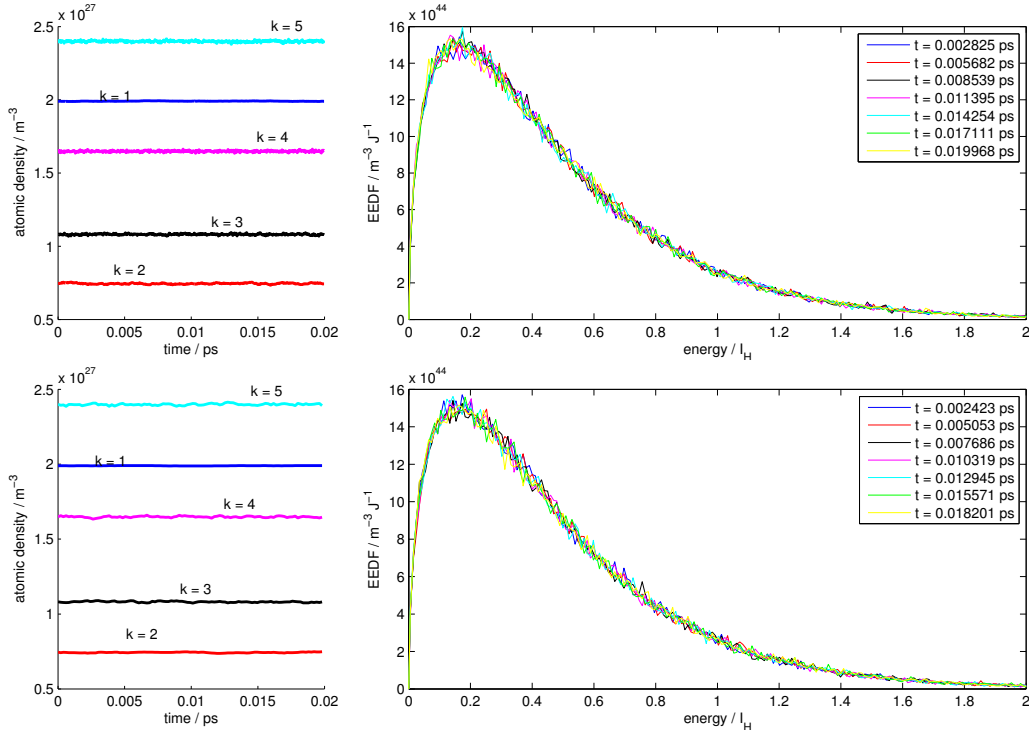 x 10^27
2.5
2
1.5
1
0.5
atomic density / m^-3
k = 5
k = 1
k = 4
k = 3
k = 2
0 0.005 0.01 0.015 0.02
time / ps
x 10^44
16
14
12
10
8
6
4
2
0
EEDF / m^-3 J^-1
t = 0.002825 ps
t = 0.005682 ps
t = 0.008539 ps
t = 0.011395 ps
t = 0.014254 ps
t = 0.017111 ps
t = 0.019968 ps
0 0.2 0.4 0.6 0.8 1 1.2 1.4 1.6 1.8 2
energy / I_H
x 10^27
2.5
2
1.5
1
0.5
atomic density / m^-3
k = 5
k = 1
k = 4
k = 3
k = 2
0 0.005 0.01 0.015 0.02
time / ps
x 10^44
16
14
12
10
8
6
4
2
0
EEDF / m^-3 J^-1
t = 0.002423 ps
t = 0.005053 ps
t = 0.007686 ps
t = 0.010319 ps
t = 0.012945 ps
t = 0.015571 ps
t = 0.018201 ps
0 0.2 0.4 0.6 0.8 1 1.2 1.4 1.6 1.8 2
energy / I_H